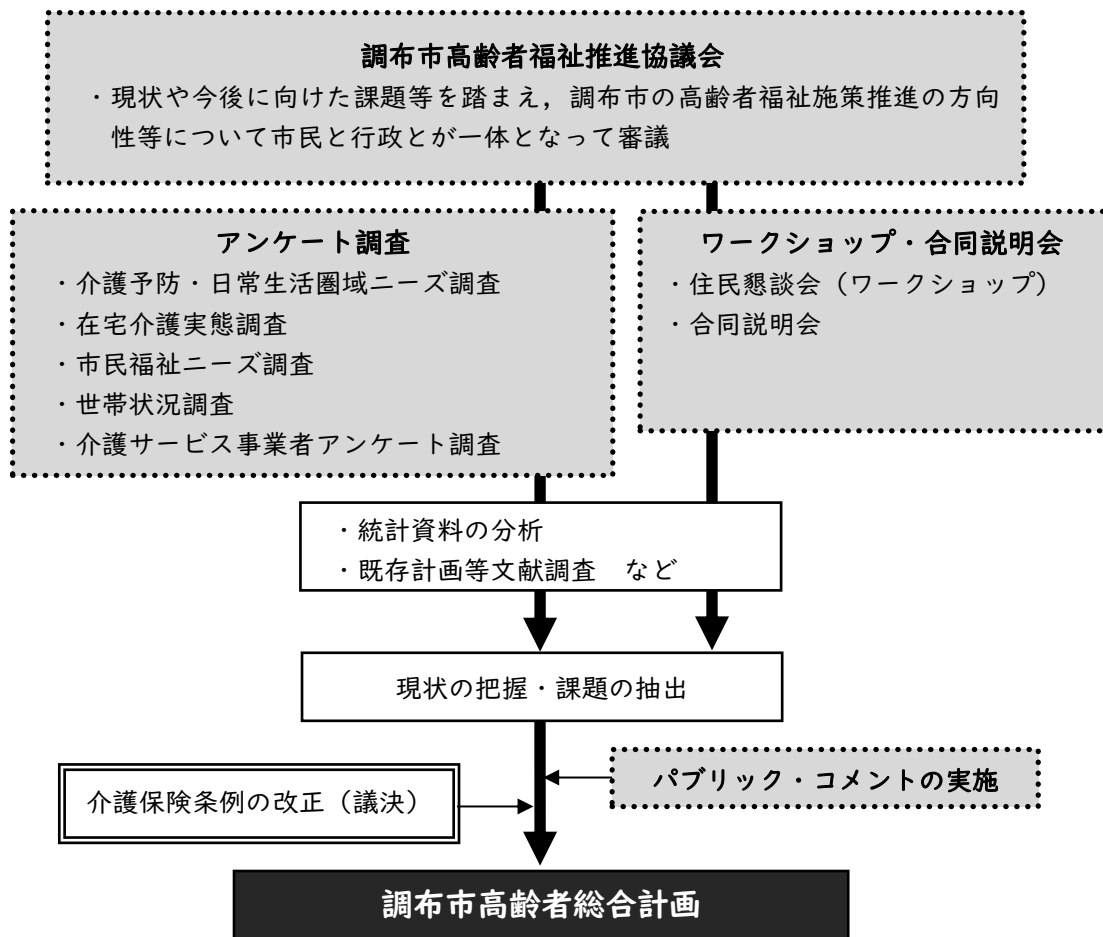 調布市高齢者福祉推進協議会
・現状や今後に向けた課題等を踏まえ，調布市の高齢者福祉施策推進の方向
性等について市民と行政とが一体となって審議
アンケート調査
・介護予防・日常生活圏域ニーズ調査
・在宅介護実態調査
・市民福祉ニーズ調査
・世帯状況調査
・介護サービス事業者アンケート調査
ワークショップ・合同説明会
・住民懇談会（ワークショップ）
・合同説明会
・統計資料の分析
・既存計画等文献調査　など
現状の把握・課題の抽出
パブリック・コメントの実施
介護保険条例の改正（議決）
調布市高齢者総合計画